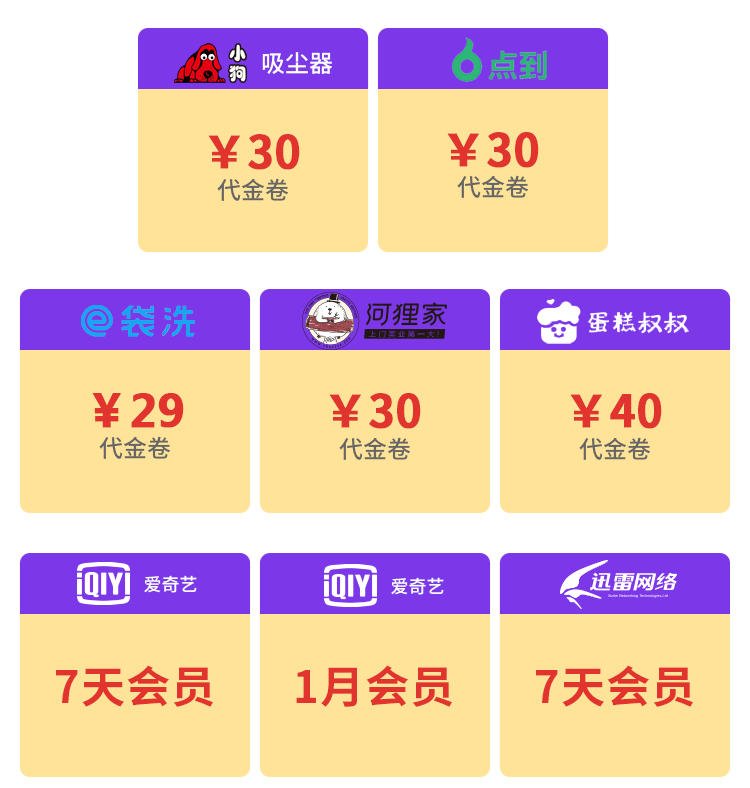 小狗 吸尘器
点到
¥30
代金卷
¥30
代金卷
e袋洗
河狸家
上门美业第一大户
蛋糕叔叔
¥29
代金卷
¥30
代金卷
¥40
代金卷
iQIYI 爱奇艺
iQIYI 爱奇艺
迅雷网络
7天会员
1月会员
7天会员